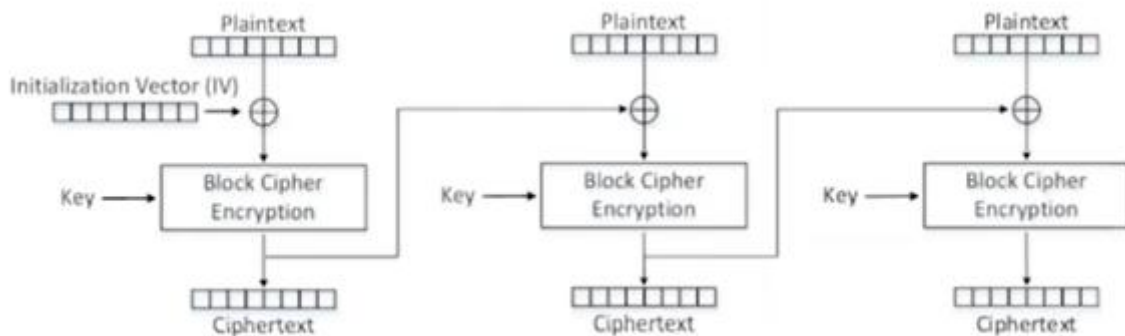 Plaintext
Plaintext
Plaintext
Initialization Vector (IV)
Key
Block Cipher
Encryption
Key
Block Cipher
Encryption
Key
Block Cipher
Encryption
Ciphertext
Ciphertext
Ciphertext